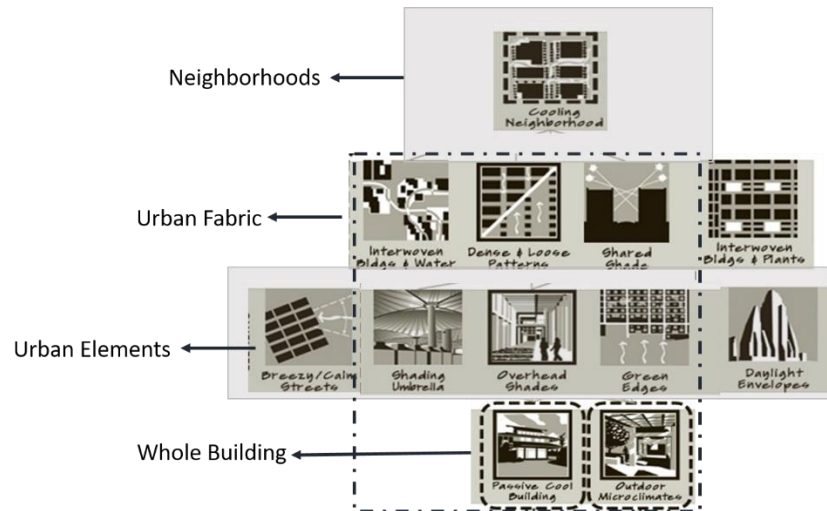 Neighborhoods
Cooling
Neighborhood
Urban Fabric
Interwoven
Bldgs & Water
Dense & Loose
Patterns
Shared
Shade
Interwoven
Bldgs & Plants
Urban Elements
Breezy/Calm
Streets
Shading
Umbrella
Overhead
Shades
Green
Edges
Daylight
Envelopes
Whole Building
Passive Cool
Building
Outdoor
Microclimates